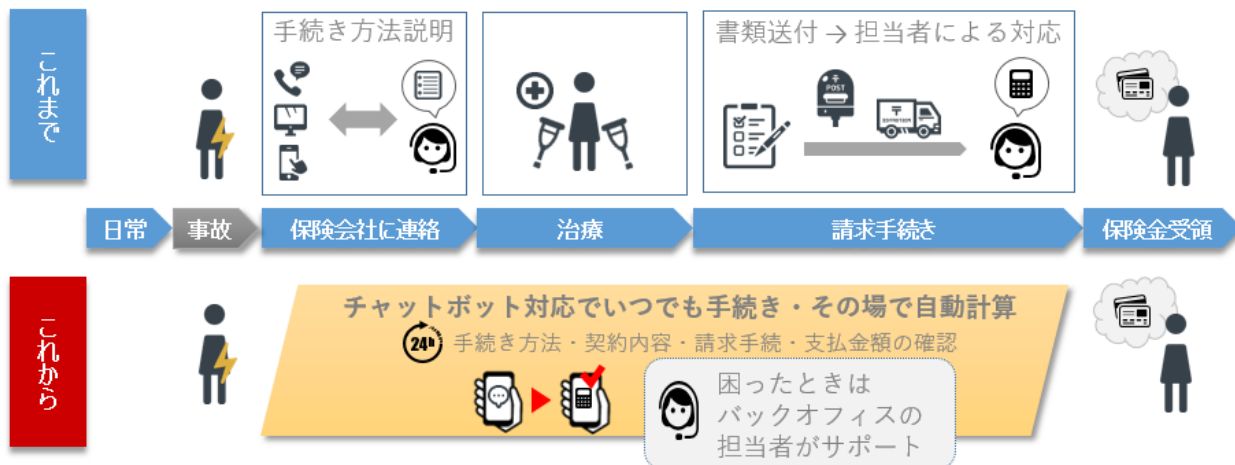 これまで
手続き方法説明
書類送付 → 担当者による対応
〒
POST
〒
日常
事故
保険会社に連絡
治療
請求手続き
保険金受領
これから
チャットボット対応でいつでも手続き・その場で自動計算
24h
手続き方法・契約内容・請求手続・支払金額の確認
困ったときは
バックオフィスの
担当者がサポート